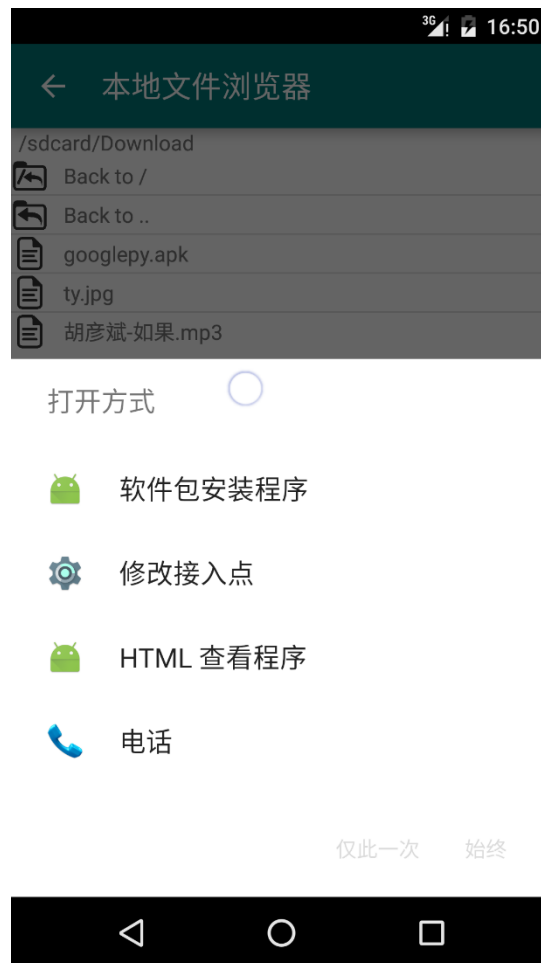 3G 16:50
本地文件浏览器
/sdcard/Download
Back to /
Back to ..
googlepy.apk
ty.jpg
胡彦斌-如果.mp3
打开方式
软件包安装程序
修改接入点
HTML 查看程序
电话
仅此一次 始终